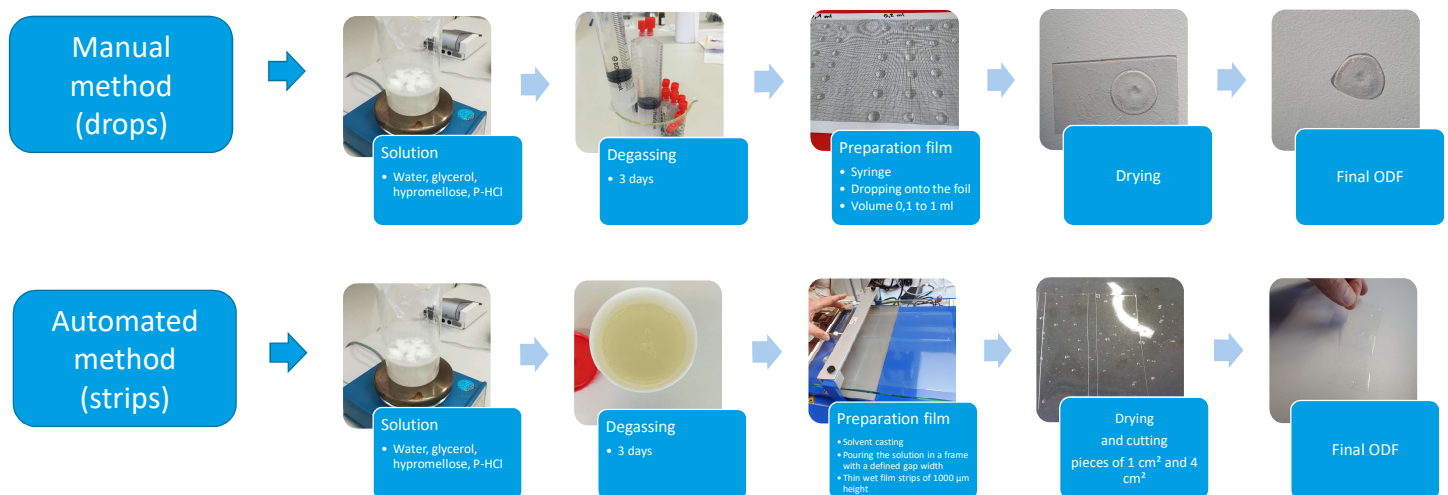 Manual
method
(drops)
Solution
• Water, glycerol,
hypromellose, P-HCl
Degassing
• 3 days
0,2 ml
Preparation film
• Syringe
• Dropping onto the foil
• Volume 0,1 to 1 ml
Drying
Final ODF
Automated
method
(strips)
Solution
• Water, glycerol,
hypromellose, P-HCl
Degassing
• 3 days
Preparation film
• Solvent casting
• Pouring the solution in a frame
with a defined gap width
• Thin wet film strips of 1000 µm
height
Drying
and cutting
pieces of 1 cm² and 4
cm²
Final ODF